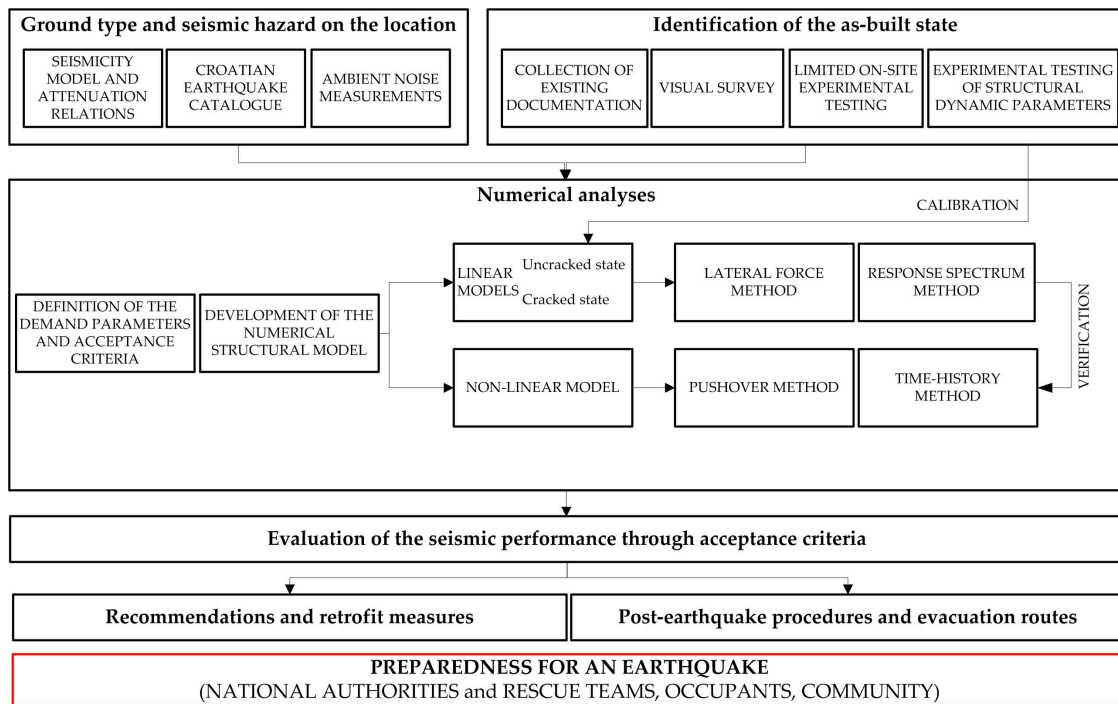 Ground type and seismic hazard on the location
SEISMICITY
MODEL AND
ATTENUATION
RELATIONS
CROATIAN
EARTHQUAKE
CATALOGUE
AMBIENT NOISE
MEASUREMENTS
Identification of the as-built state
COLLECTION OF
EXISTING
DOCUMENTATION
VISUAL SURVEY
LIMITED ON-SITE
EXPERIMENTAL
TESTING
EXPERIMENTAL TESTING
OF STRUCTURAL
DYNAMIC PARAMETERS
Numerical analyses
CALIBRATION
DEFINITION OF THE
DEMAND PARAMETERS
AND ACCEPTANCE
CRITERIA
DEVELOPMENT OF THE
NUMERICAL
STRUCTURAL MODEL
LINEAR
MODELS
Uncracked state
Cracked state
LATERAL FORCE
METHOD
RESPONSE SPECTRUM
METHOD
VERIFICATION
NON-LINEAR MODEL
PUSHOVER METHOD
TIME-HISTORY
METHOD
Evaluation of the seismic performance through acceptance criteria
Recommendations and retrofit measures
Post-earthquake procedures and evacuation routes
PREPAREDNESS FOR AN EARTHQUAKE
(NATIONAL AUTHORITIES and RESCUE TEAMS, OCCUPANTS, COMMUNITY)